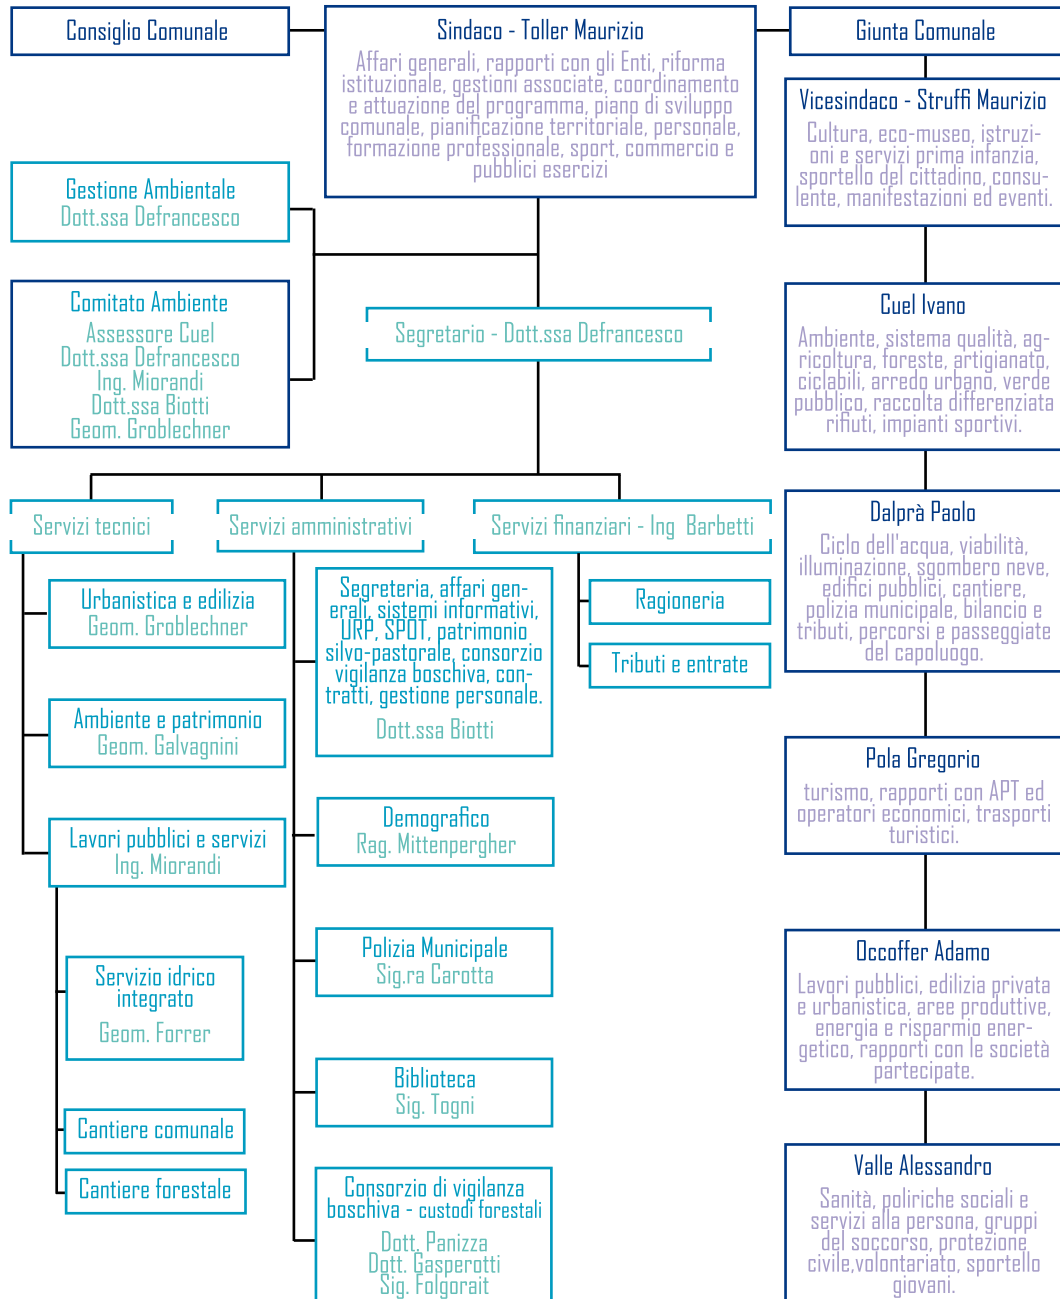 Consiglio Comunale
Sindaco - Toller Maurizio
Affari generali, rapporti con gli Enti, riforma
istituzionale, gestioni associate, coordinamento
e attuazione del programma, piano di sviluppo
comunale, pianificazione territoriale, personale,
formazione professionale, sport, commercio e
pubblici esercizi
Giunta Comunale
Vicesindaco - Struffi Maurizio
Cultura, eco-museo, istruzi
oni e servizi prima infanzia,
sportello del cittadino, consu-
lente, manifestazioni ed eventi.
Gestione Ambientale
Dott.ssa Defrancesco
Comitato Ambiente
Assessore Cuel
Dott.ssa Defrancesco
Ing. Miorandi
Dott.ssa Biotti
Geom. Groblechner
Segretario - Dott.ssa Defrancesco
Cuel Ivano
Ambiente, sistema qualità, ag-
ricoltura, foreste, artigianato,
ciclabili, arredo urbano, verde
pubblico, raccolta differenziata
rifiuti, impianti sportivi.
Servizi tecnici
Servizi amministrativi
Servizi finanziari - Ing Barbetti
Dalprà Paolo
Ciclo dell'acqua, viabilità,
illuminazione, sgombero neve,
edifici pubblici, cantiere,
polizia municipale, bilancio e
tributi, percorsi e passeggiate
del capoluogo.
Urbanistica e edilizia
Geom. Groblechner
Ambiente e patrimonio
Geom. Galvagnini
Lavori pubblici e servizi
Ing. Miorandi
Servizio idrico
integrato
Geom. Forrer
Cantiere comunale
Cantiere forestale
Segreteria, affari gen-
erali, sistemi informativi,
URP, SPOT, patrimonio
silvo-pastorale, consorzio
vigilanza boschiva, con-
tratti, gestione personale.
Dott.ssa Biotti
Demografico
Rag. Mittenpergher
Polizia Municipale
Sig.ra Carotta
Biblioteca
Sig. Togni
Consorzio di vigilanza
boschiva - custodi forestali
Dott. Panizza
Dott. Gasperotti
Sig. Folgorait
Ragioneria
Tributi e entrate
Pola Gregorio
turismo, rapporti con APT ed
operatori economici, trasporti
turistici.
Occoffer Adamo
Lavori pubblici, edilizia privata
e urbanistica, aree produttive,
energia e risparmio ener-
getico, rapporti con le società
partecipate.
Valle Alessandro
Sanità, poliriche sociali e
servizi alla persona, gruppi
del soccorso, protezione
civile,volontariato, sportello
giovani.